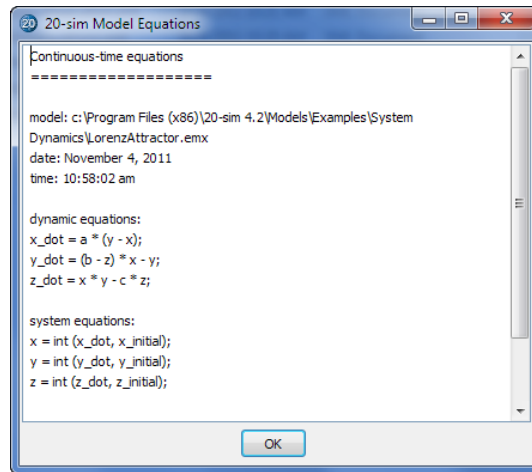 20-sim Model Equations
Continuous-time equations
===================
model: c:\Program Files (x86)\20-sim 4.2\Models\Examples\System
Dynamics\LorenzAttractor.emx
date: November 4, 2011
time: 10:58:02 am
dynamic equations:
x_dot = a * (y - x);
y_dot = (b - z) * x - y;
z_dot = x * y - c * z;
system equations:
x = int (x_dot, x_initial);
y = int (y_dot, y_initial);
z = int (z_dot, z_initial);
OK